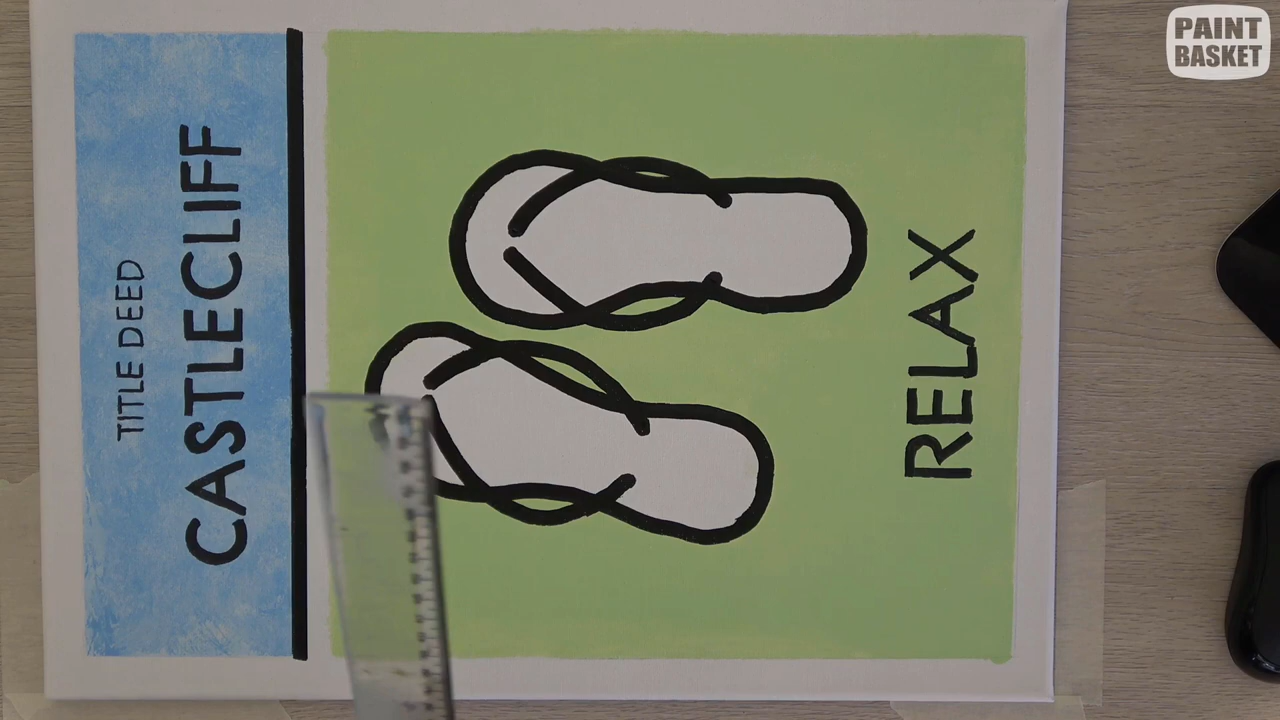 TITLE DEED
CASTLECLIFF
RELAX
PAINT
BASKET